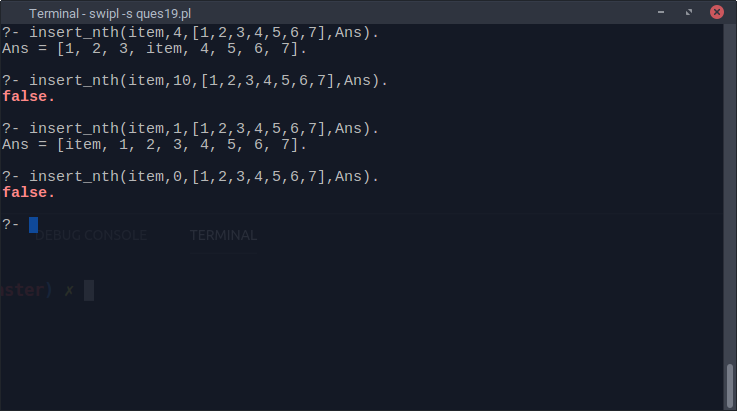 Terminal - swipl -s ques19.pl
?- insert_nth(item,4,[1,2,3,4,5,6,7],Ans).
Ans = [1, 2, 3, item, 4, 5, 6, 7].
?- insert_nth(item,10,[1,2,3,4,5,6,7],Ans).
false.
?- insert_nth(item,1,[1,2,3,4,5,6,7],Ans).
Ans = [item, 1, 2, 3, 4, 5, 6, 7].
?- insert_nth(item,0,[1,2,3,4,5,6,7],Ans).
false.
?-
DEBUG CONSOLE TERMINAL
aster) ✗